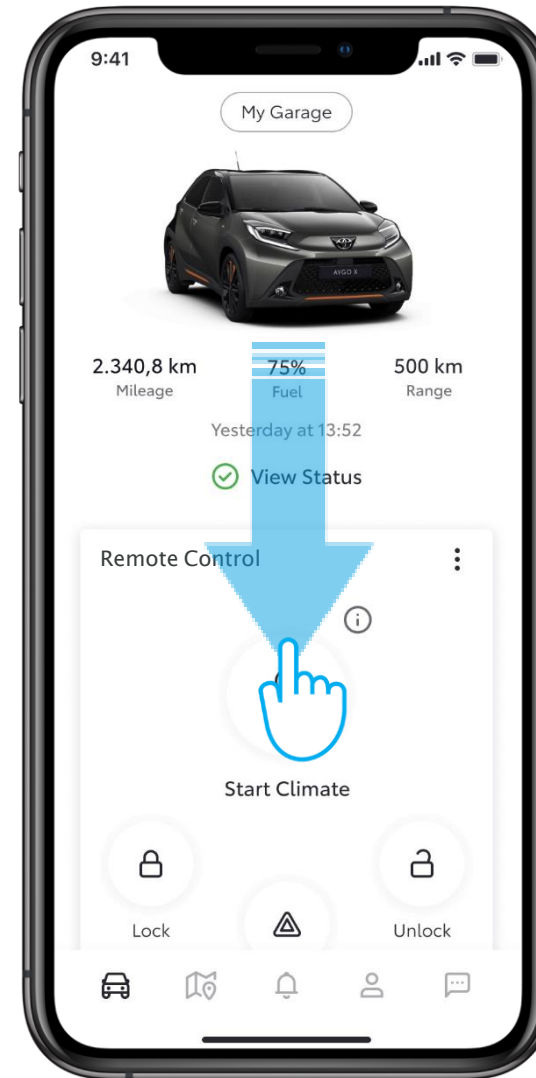 9:41
My Garage
AYGO X
2.340,8 km
75%
500 km
Mileage
Fuel
Range
Yesterday at 13:52
View Status
Remote Control
Start Climate
Lock
Unlock